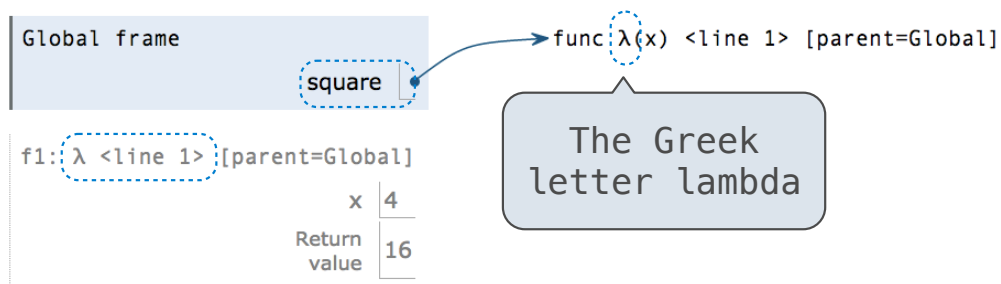 Global frame
square
func λ(x) <line 1> [parent=Global]
The Greek
letter lambda
f1: λ <line 1> [parent=Global]
x 4
Return
value 16